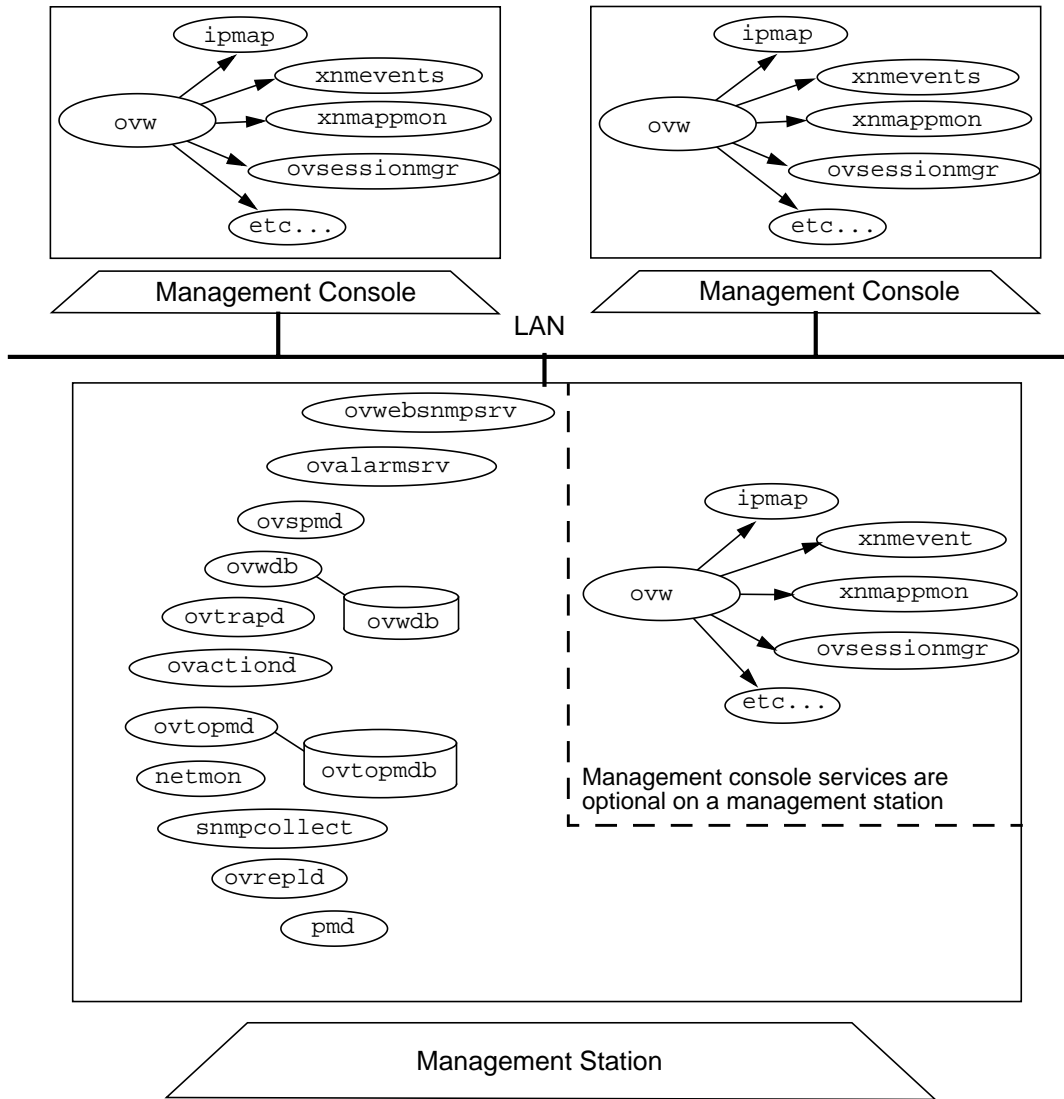 ipmap
xnmevents
ovw
xnmappmon
ovsessionmgr
etc...
Management Console
ipmap
xnmevents
ovw
xnmappmon
ovsessionmgr
etc...
Management Console
LAN
ovwebsnmpsrv
ovalarmsrv
ovspmd
ovwdb
ovwdb
ovtrapd
ovactiond
ovtopmd
ovtopmdb
netmon
snmpcollect
ovrepld
pmd
ipmap
xnmevent
ovw
xnmappmon
ovsessionmgr
etc...
Management console services are
optional on a management station
Management Station